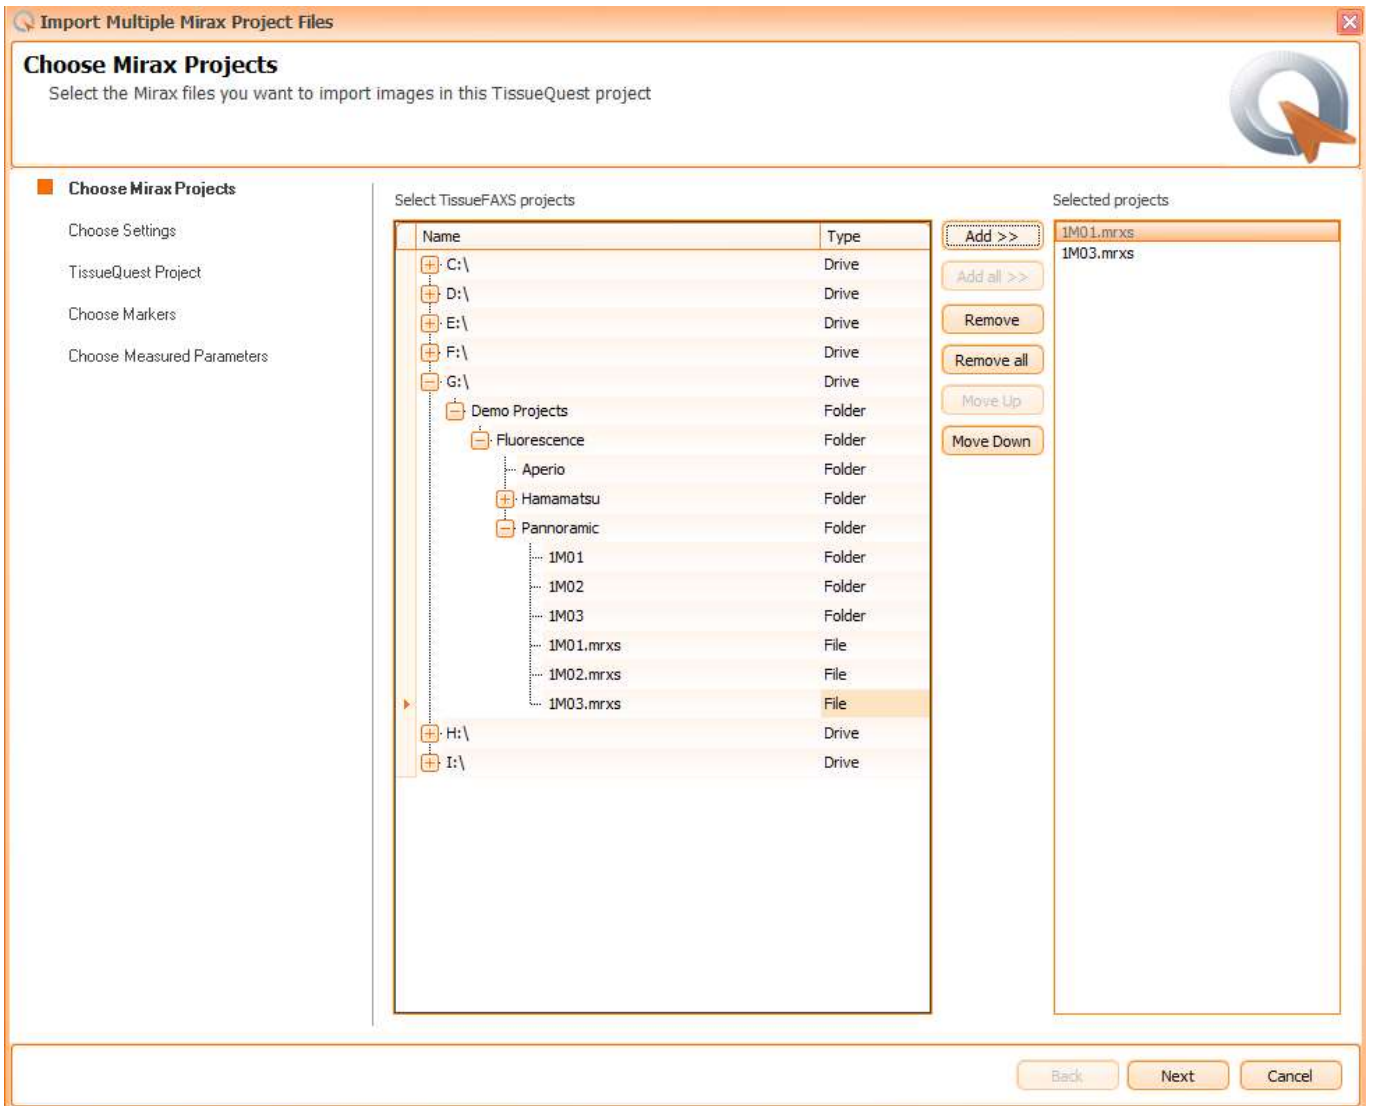 Import Multiple Mirax Project Files
Choose Mirax Projects
Select the Mirax files you want to import images in this TissueQuest project
Choose Mirax Projects
Choose Settings
TissueQuest Project
Choose Markers
Choose Measured Parameters
Select TissueFAXS projects
Name Type
C:\ Drive
D:\ Drive
E:\ Drive
F:\ Drive
G:\ Drive
Demo Projects Folder
Fluorescence Folder
Aperio Folder
Hamamatsu Folder
Pannoramic Folder
1M01 Folder
1M02 Folder
1M03 Folder
1M01.mrxs File
1M02.mrxs File
1M03.mrxs File
H:\ Drive
I:\ Drive
Add >>
Add all >>
Remove
Remove all
Move Up
Move Down
Selected projects
1M01.mrxs
1M03.mrxs
Back Next Cancel